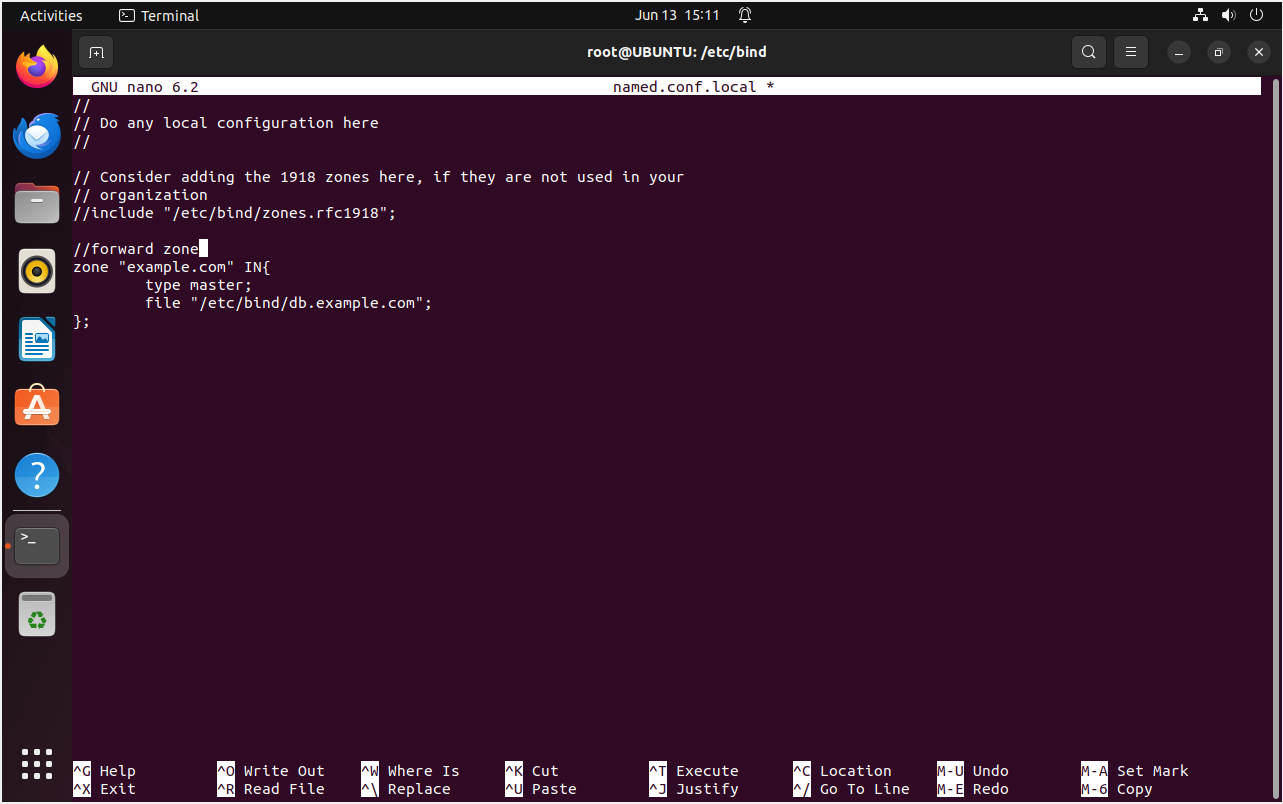 Activities Terminal Jun 13 15:11
root@UBUNTU: /etc/bind
GNU nano 6.2 named.conf.local *
//
// Do any local configuration here
//
// Consider adding the 1918 zones here, if they are not used in your
// organization
//include "/etc/bind/zones.rfc1918";
//forward zone
zone "example.com" IN{
        type master;
        file "/etc/bind/db.example.com";
};
^G Help ^O Write Out ^W Where Is ^K Cut ^T Execute ^C Location M-U Undo M-A Set Mark
^X Exit ^R Read File ^\ Replace ^U Paste ^J Justify ^/ Go To Line M-E Redo M-6 Copy